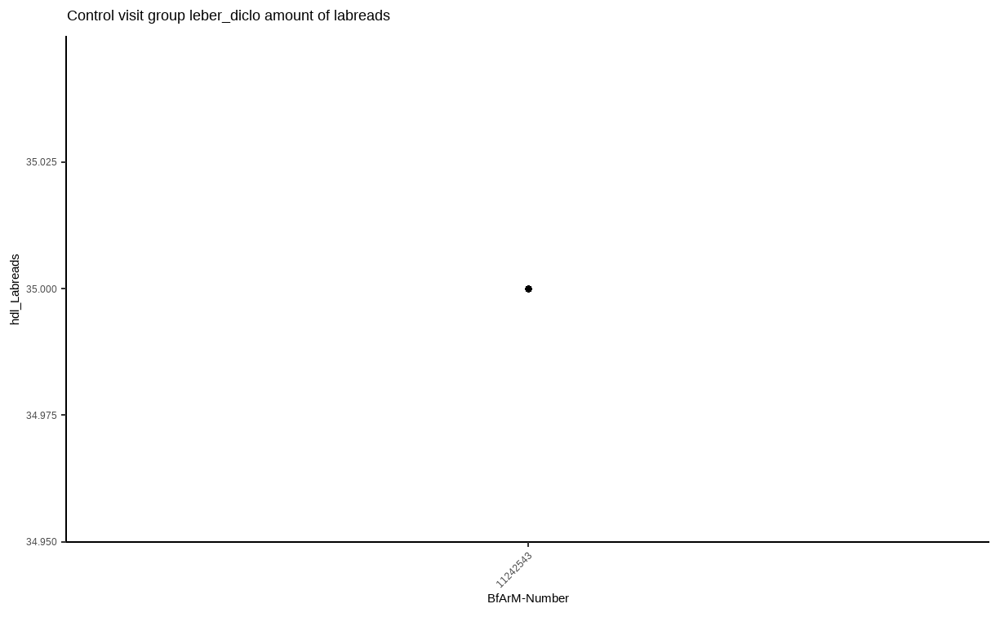 Control visit group leber_diclo amount of labreads
hdl_Labreads
35.025
35.000
34.975
34.950
11242543
BfArM-Number